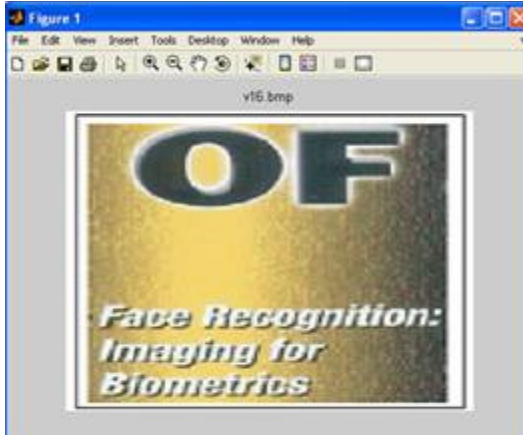 Figure 1
File Edit View Insert Tools Desktop Window Help
v16.bmp
OF
Face Recognition:
Imaging for
Biometrics